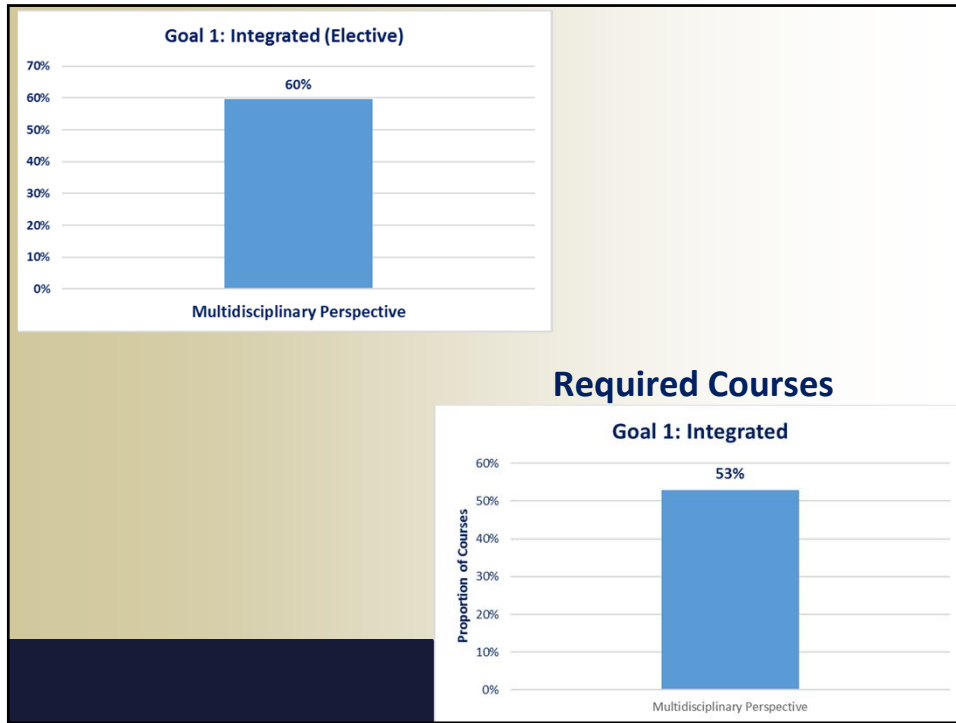 Goal 1: Integrated (Elective)
70%
60%
60%
50%
40%
30%
20%
10%
0%
Multidisciplinary Perspective
Required Courses
Goal 1: Integrated
Proportion of Courses
60%
53%
50%
40%
30%
20%
10%
0%
Multidisciplinary Perspective